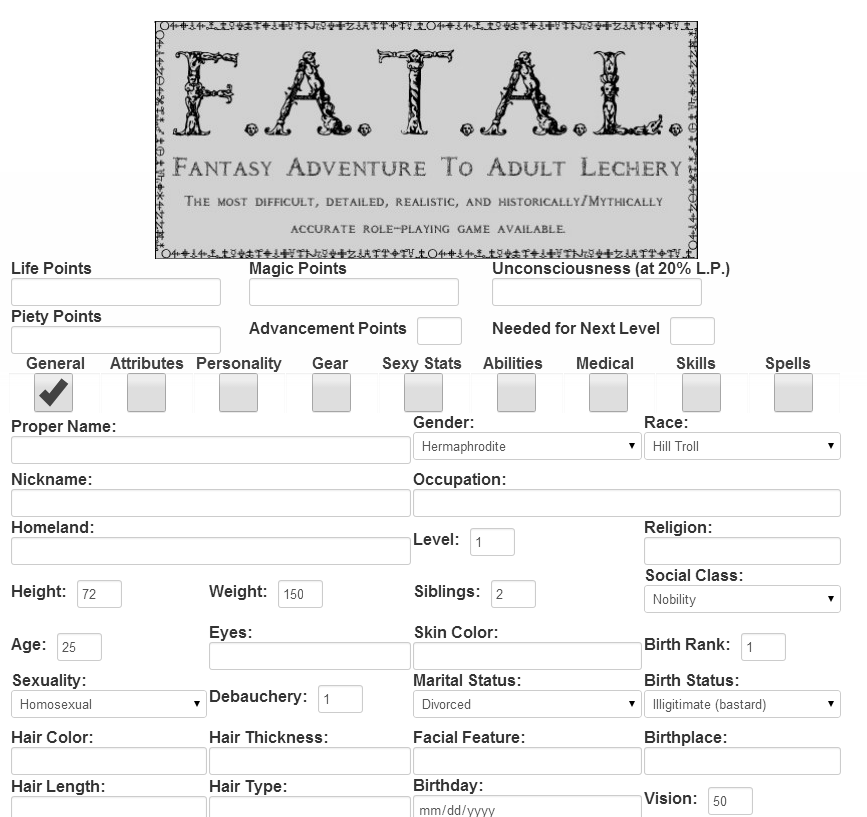 F.A.T.A.L.
Fantasy Adventure To Adult Lechery
The most difficult, detailed, realistic, and historically/Mythically
accurate role-playing game available.
Life Points Magic Points Unconsciousness (at 20% L.P.)
Piety Points
Advancement Points Needed for Next Level
General Attributes Personality Gear Sexy Stats Abilities Medical Skills Spells
Proper Name: Gender: Race:
Hermaphrodite Hill Troll
Nickname: Occupation:
Homeland: Religion:
Level: 1
Social Class:
Height: 72 Weight: 150 Siblings: 2 Nobility
Eyes: Skin Color:
Age: 25 Birth Rank: 1
Sexuality: Marital Status: Birth Status:
Homosexual Debauchery: 1 Divorced Illigitimate (bastard)
Hair Color: Hair Thickness: Facial Feature: Birthplace:
Hair Length: Hair Type: Birthday:
mm/dd/yyyy Vision: 50